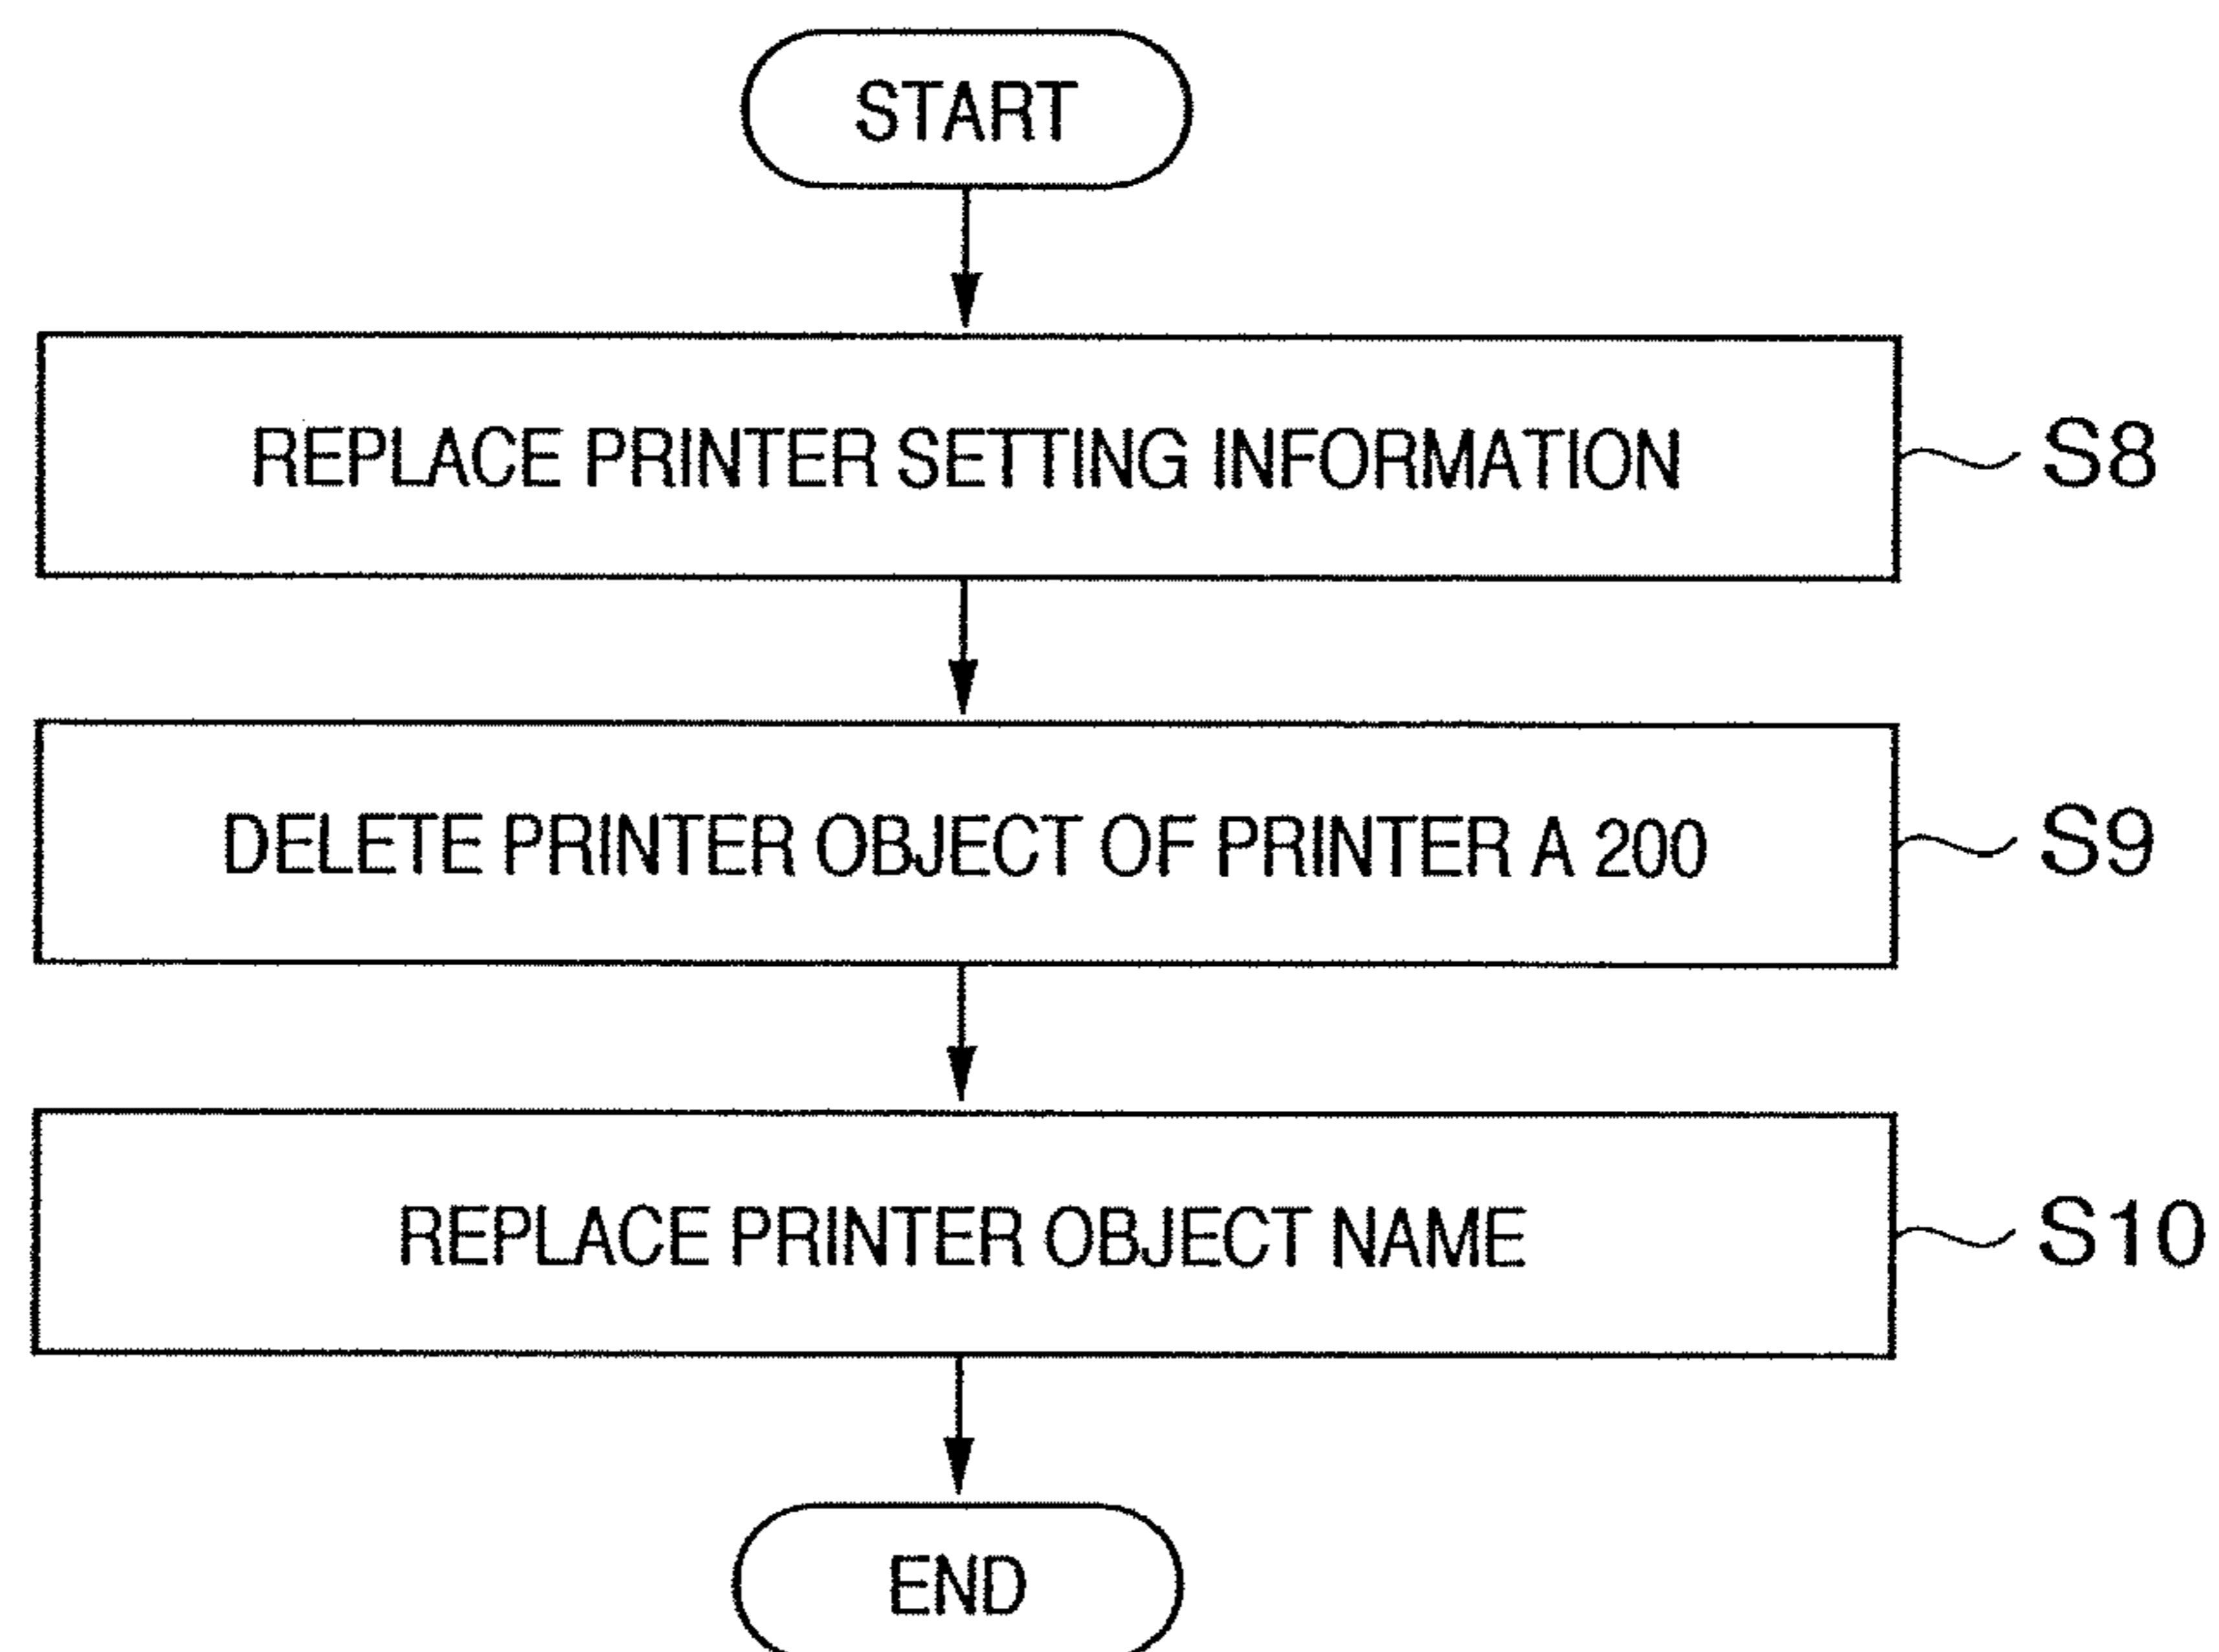 START
REPLACE PRINTER SETTING INFORMATION
S8
DELETE PRINTER OBJECT OF PRINTER A 200
S9
REPLACE PRINTER OBJECT NAME
S10
END